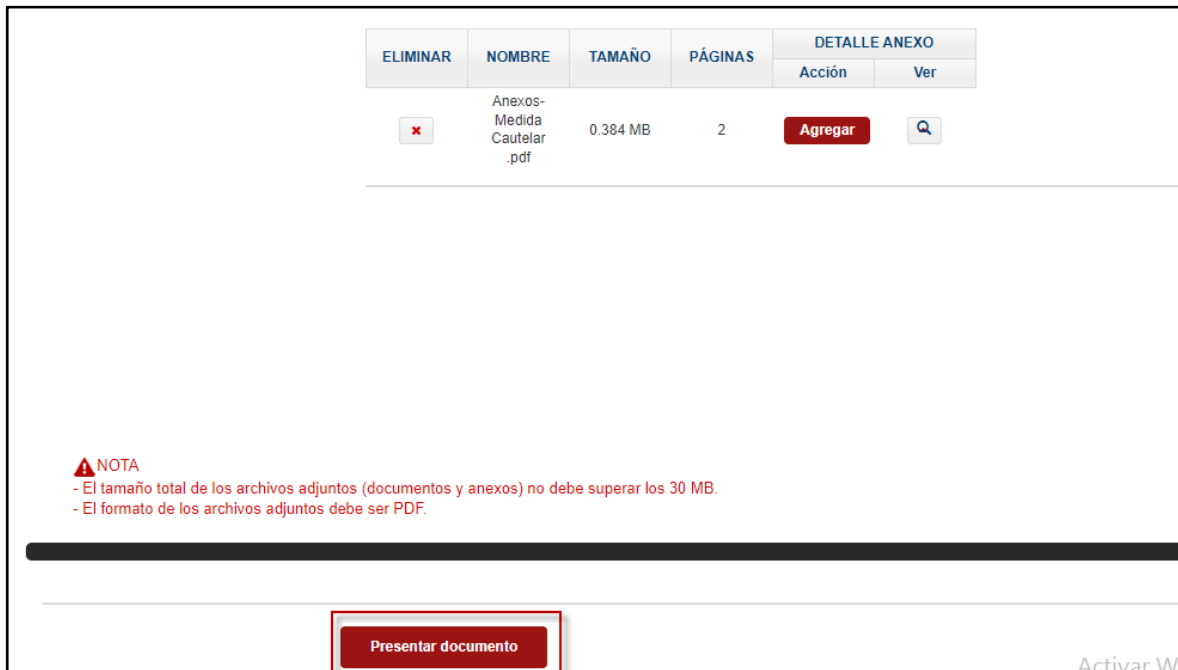 ELIMINAR NOMBRE TAMAÑO PÁGINAS DETALLE ANEXO
Acción Ver
Anexos-
Medida
Cautelar
.pdf
0.384 MB 2 Agregar
NOTA
- El tamaño total de los archivos adjuntos (documentos y anexos) no debe superar los 30 MB.
- El formato de los archivos adjuntos debe ser PDF.
Presentar documento
Activar W